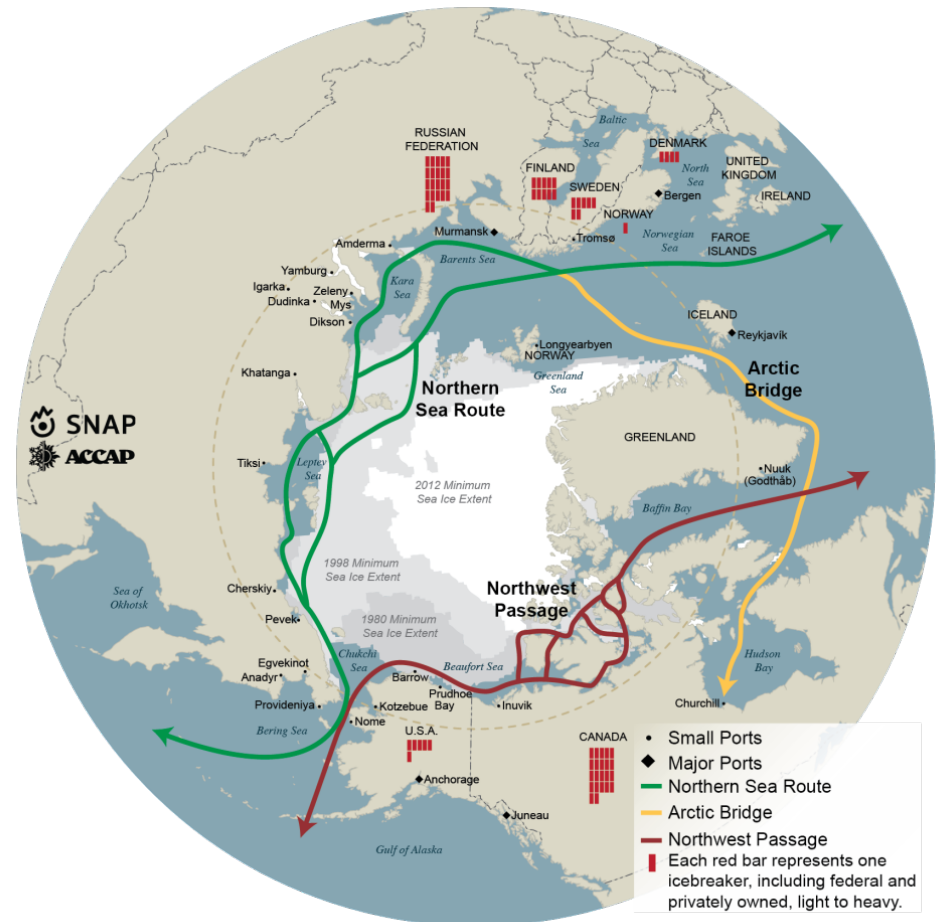 RUSSIAN
FEDERATION
FINLAND
SWEDEN
NORWAY
DENMARK
UNITED
KINGDOM
IRELAND
Baltic
Sea
North
Sea
Bergen
Norwegian
Sea
FAROE
ISLANDS
Murmansk
Tromsø
Amderma
Barents Sea
Kara
Sea
Yamburg
Igarka
Dudinka
Zeleny
Mys
Dikson
ICELAND
Reykjavík
Longyearbyen
NORWAY
Greenland
Sea
Khatanga
Northern
Sea Route
Arctic
Bridge
SNAP
ACCAP
GREENLAND
Tiksi
Leptev
Sea
Nuuk
(Godthåb)
2012 Minimum
Sea Ice Extent
Baffin Bay
1998 Minimum
Sea Ice Extent
Northwest
Passage
Sea of
Okhotsk
Cherskiy
Pevek
1980 Minimum
Sea Ice Extent
Chukchi
Sea
Beaufort Sea
Hudson
Bay
Egvekinot
Anadyr
Provideniya
Barrow
Prudhoe
Bay
Inuvik
Churchill
Kotzebue
Nome
Bering Sea
U.S.A.
CANADA
Anchorage
Juneau
Gulf of Alaska
Small Ports
Major Ports
Northern Sea Route
Arctic Bridge
Northwest Passage
Each red bar represents one
icebreaker, including federal and
privately owned, light to heavy.